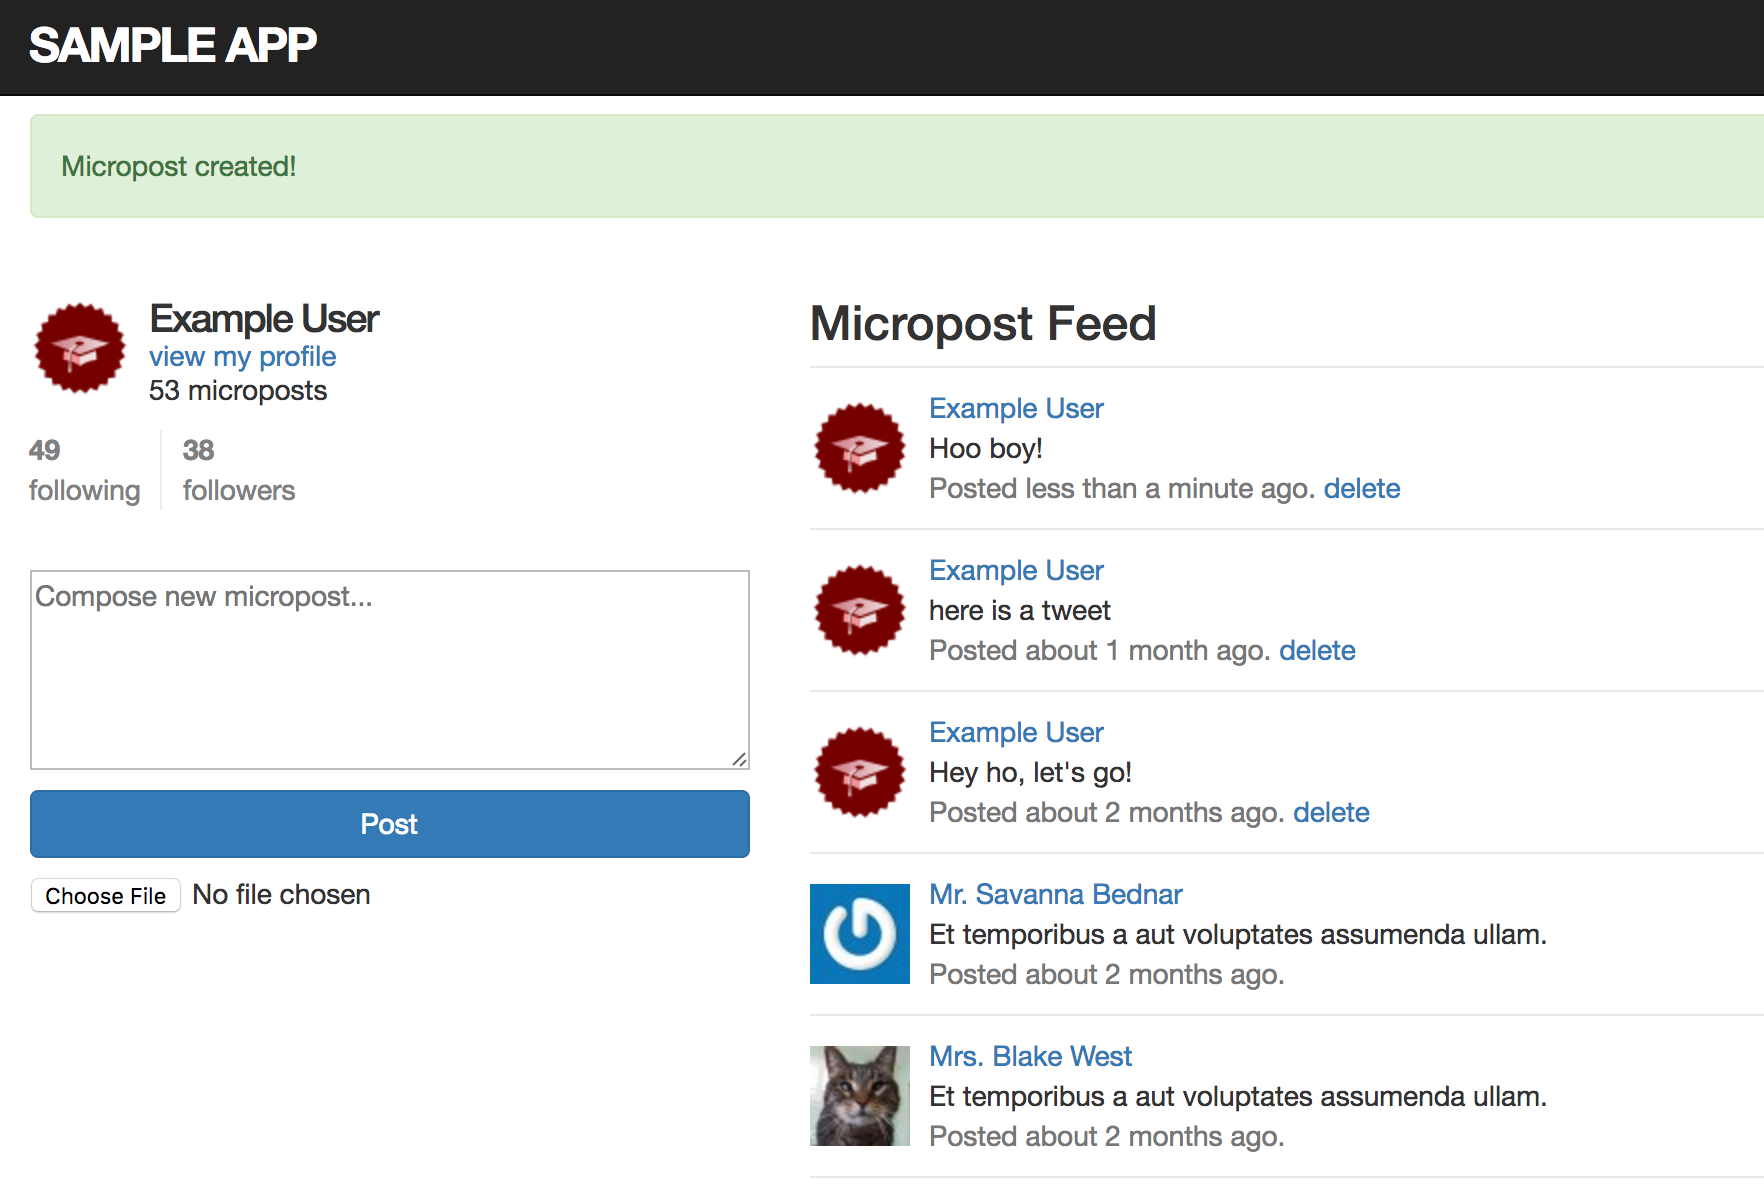 SAMPLE APP
Micropost created!
Example User
view my profile
53 microposts
49
following
38
followers
Compose new micropost...
Post
Choose File No file chosen
Micropost Feed
Example User
Hoo boy!
Posted less than a minute ago. delete
Example User
here is a tweet
Posted about 1 month ago. delete
Example User
Hey ho, let's go!
Posted about 2 months ago. delete
Mr. Savanna Bednar
Et temporibus a aut voluptates assumenda ullam.
Posted about 2 months ago.
Mrs. Blake West
Et temporibus a aut voluptates assumenda ullam.
Posted about 2 months ago.